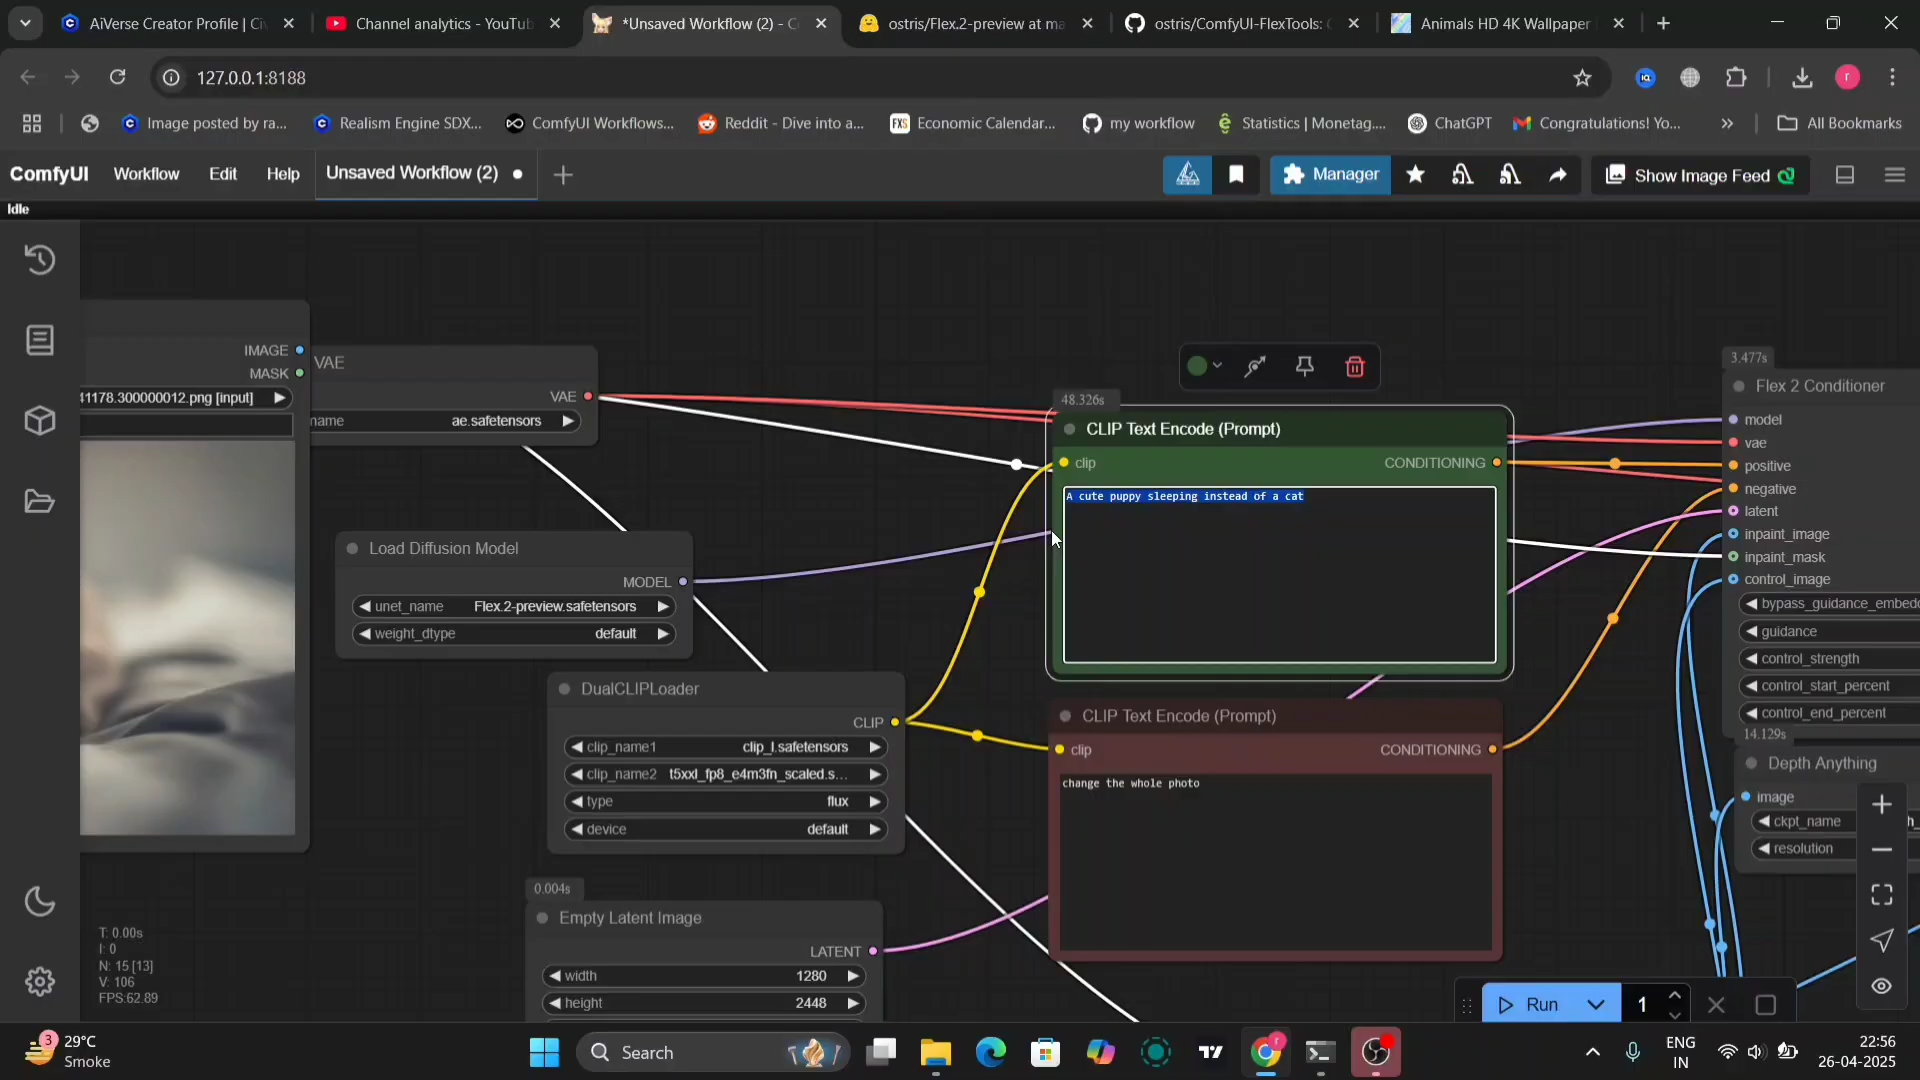 AiVerse Creator Profile | Ci
Channel analytics - YouTub
*Unsaved Workflow (2) - C
ostris/Flex.2-preview at ma
ostris/ComfyUI-FlexTools: C
Animals HD 4K Wallpaper
127.0.0.1:8188
r
Image posted by ra...
Realism Engine SDX...
ComfyUI Workflows...
Reddit - Dive into a...
FXS
Economic Calendar...
my workflow
Statistics | Monetag....
ChatGPT
Congratulations! Yo...
All Bookmarks
ComfyUI
Workflow
Edit
Help
Unsaved Workflow (2)
Manager
Show Image Feed
Idle
IMAGE
MASK
41178.300000012.png [input]
VAE
VAE
name
ae.safetensors
Load Diffusion Model
MODEL
unet_name
Flex.2-preview.safetensors
weight_dtype
default
DualCLIPLoader
CLIP
clip_name1
clip_l.safetensors
clip_name2
t5xxl_fp8_e4m3fn_scaled.s...
type
flux
device
default
0.004s
Empty Latent Image
LATENT
width
1280
height
2448
48.326s
CLIP Text Encode (Prompt)
clip
CONDITIONING
A cute puppy sleeping instead of a cat
CLIP Text Encode (Prompt)
clip
CONDITIONING
change the whole photo
3.477s
Flex 2 Conditioner
model
vae
positive
negative
latent
inpaint_image
inpaint_mask
control_image
bypass_guidance_embed
guidance
control_strength
control_start_percent
control_end_percent
14.129s
Depth Anything
image
ckpt_name
resolution
T: 0.00s
I: 0
N: 15 [13]
V: 106
FPS:62.89
Run
1
3
29°C
Smoke
Search
ENG
IN
22:56
26-04-2025